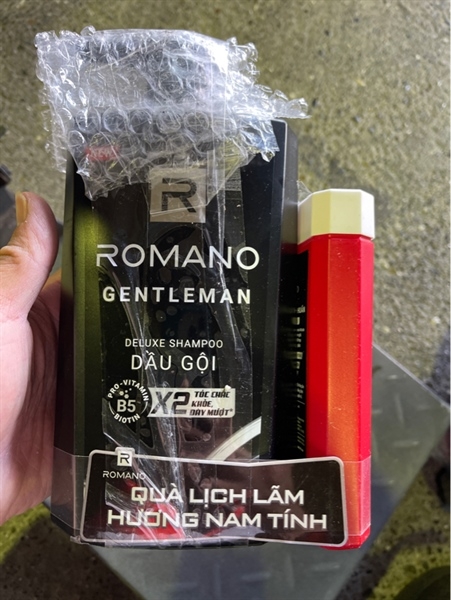 R
ROMANO
GENTLEMAN
DELUXE SHAMPOO
DẦU GỘI
PRO-VITAMIN
B5
BIOTIN
X2
TÓC CHẮC
KHỎE,
DÀY MƯỢT*
R
ROMANO
QUÀ LỊCH LÃM
HƯƠNG NAM TÍNH